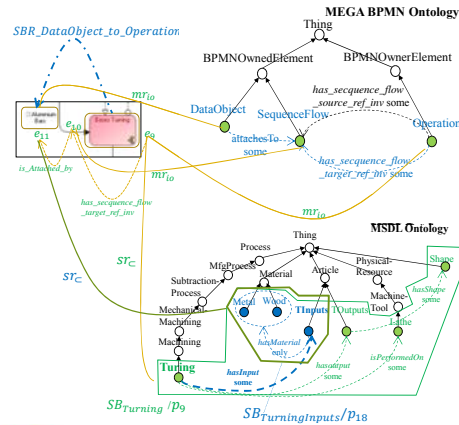 MEGA BPMN Ontology
SBR_DataObject_to_Operation
Thing
BPMNOwnedElement
BPMNOwnerElement
mr_io
has_secquence_flow
_source_ref_inv some
DataObject
SequenceFlow
Operation
attachesTo
some
e_11
e_10
e_9
is_Attached_by
has_secquence_flow
_target_ref_inv
has_secquence_flow
_target_ref_inv some
mr_io
MSDL Ontology
Thing
Process
Shape
sr_⊂
sr_⊂
MfgProcess
Material
Article
Physical-
Resource
Subtraction-
Process
hasShape
some
Metal
Wood
TInputs
TOutputs
Machine-
Tool
Mechanical-
Machining
Lathe
Machining
hasMaterial
only
Turing
hasInput
some
hasoutput
some
isPerformedOn
some
SB_Turning /p_9
SB_TurningInputs/p_18